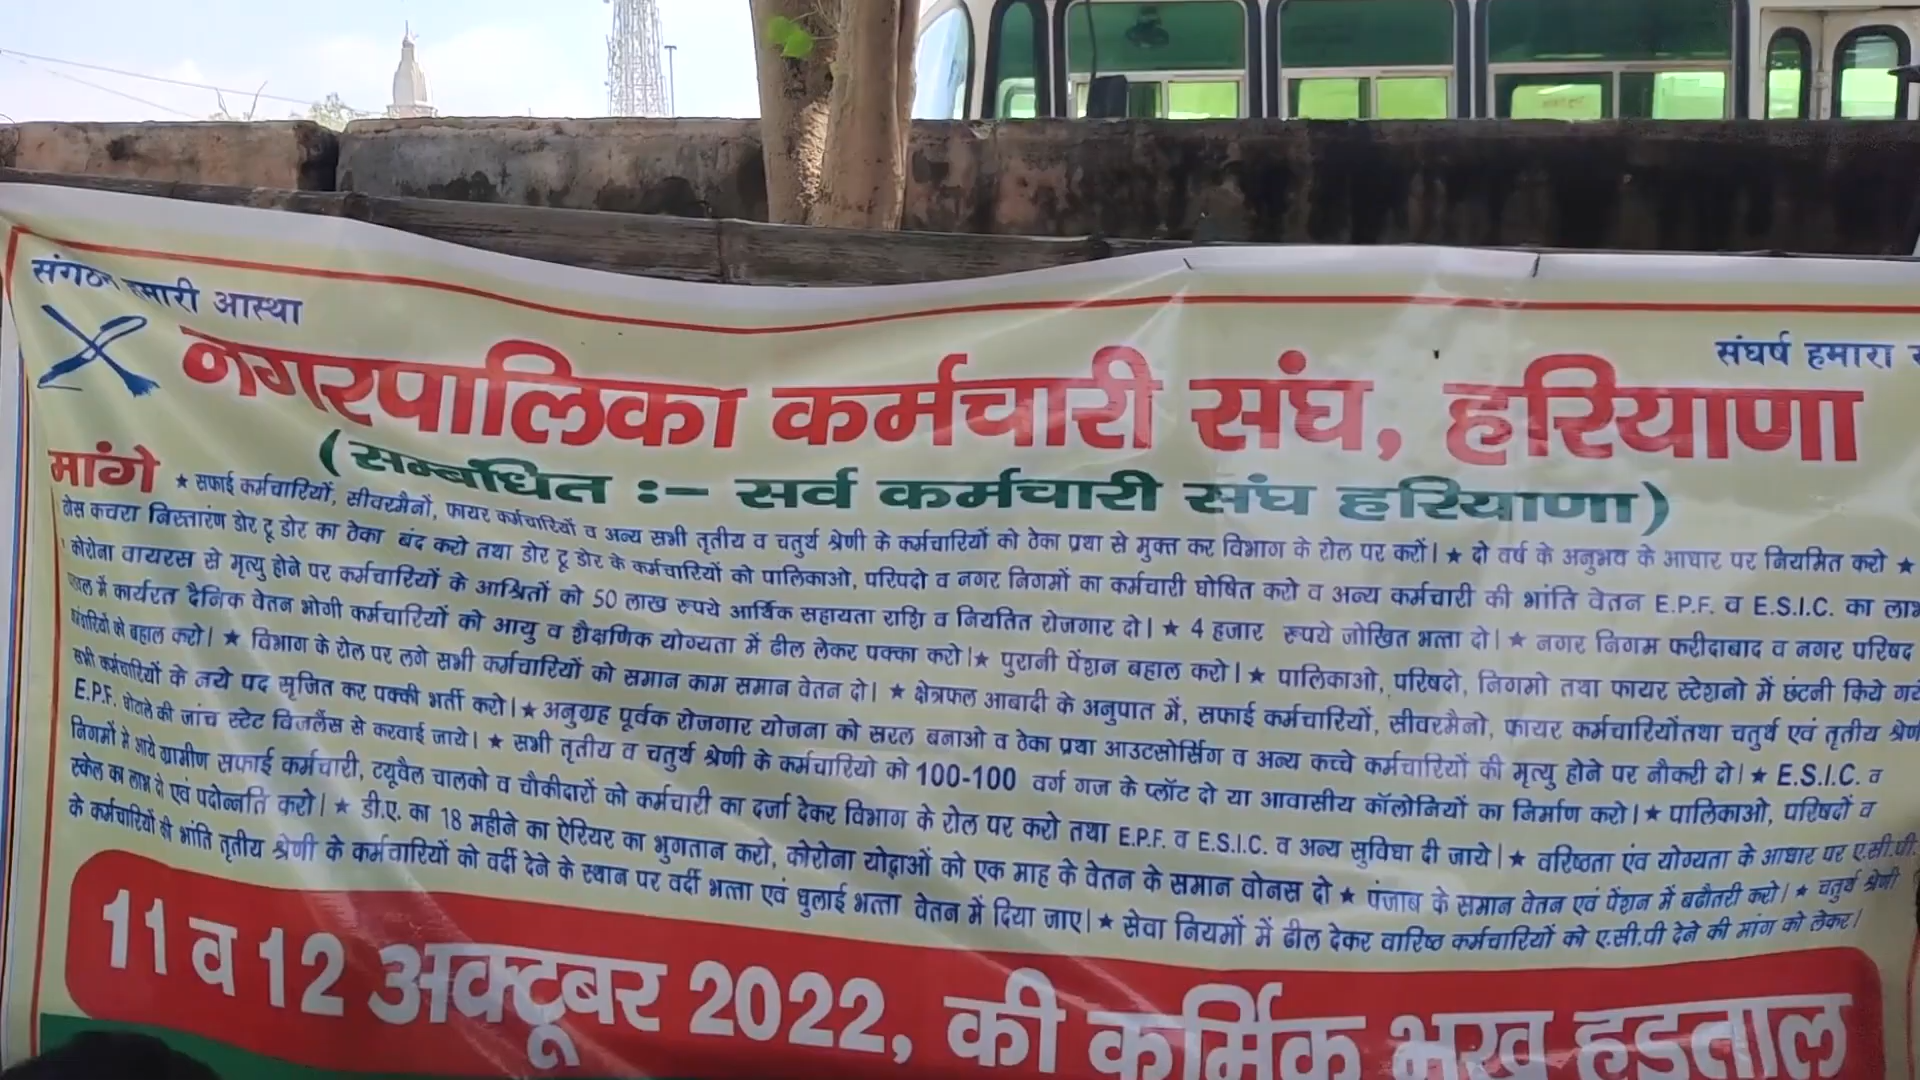 संगठन हमारी आस्था
संघर्ष हमारा
नगरपालिका कर्मचारी संघ, हरियाणा
(सम्बंधित :- सर्व कर्मचारी संघ हरियाणा)
मांगे ★ सफाई कर्मचारियों, सीवरमैनों, फायर कर्मचारियों व अन्य सभी तृतीय व चतुर्थ श्रेणी के कर्मचारियों को ठेका प्रथा से मुक्त कर विभाग के रोल पर करों। ★ दो वर्ष के अनुभव के आधार पर नियमित करो ★
ठोस कचरा निस्तारंण डोर टू डोर का ठेका बंद करो तथा डोर टू डोर के कर्मचारियों को पालिकाओ, परिषदो व नगर निगमों का कर्मचारी घोषित करो व अन्य कर्मचारी की भांति वेतन E.P.F. व E.S.I.C. का लाभ
कोरोना वायरस से मृत्यु होने पर कर्मचारियों के आश्रितों को 50 लाख रूपये आर्थिक सहायता राशि व नियतित रोजगार दो। ★ 4 हजार रूपये जोखित भत्ता दो। ★ नगर निगम फरीदाबाद व नगर परिषद
में कार्यरत दैनिक वेतन भोगी कर्मचारियों को आयु व शैक्षणिक योग्यता में ढील लेकर पक्का करो।★ पुरानी पेंशन बहाल करो। ★ पालिकाओ, परिषदो, निगमो तथा फायर स्टेशनो में छंटनी किये गये
को बहाल करो। ★ विभाग के रोल पर लगे सभी कर्मचारियों को समान काम समान वेतन दो। ★ क्षेत्रफल आबादी के अनुपात में, सफाई कर्मचारियों, सीवरमैनो, फायर कर्मचारियोंतथा चतुर्थ एवं तृतीय श्रेणी
सभी कर्मचारियों के नये पद सृजित कर पक्की भर्ती करो।★ अनुग्रह पूर्वक रोजगार योजना को सरल बनाओ व ठेका प्रथा आउटसोर्सिग व अन्य कच्चे कर्मचारियों की मृत्यु होने पर नौकरी दो। ★ E.S.I.C. व
E.P.F. घोटाले की जांच स्टेट विजलैंस से करवाई जाये। ★ सभी तृतीय व चतुर्थ श्रेणी के कर्मचारियो को 100-100 वर्ग गज के प्लॉट दो या आवासीय कॉलोनियों का निर्माण करो।★ पालिकाओ, परिषदों व
निगमों मे आये ग्रामीण सफाई कर्मचारी, टयूवैल चालको व चौकीदारों को कर्मचारी का दर्जा देकर विभाग के रोल पर करो तथा E.P.F. व E.S.I.C. व अन्य सुविधा दी जाये।★ वरिष्ठता एंव योग्यता के आधार पर ए.सी.पी.
स्केल का लाभ दो एवं पदोन्नति करो। ★ डी.ए. का 18 महीने का ऐरियर का भुगतान करो, कोरोना योद्वाओं को एक माह के वेतन के समान वोनस दो ★ पंजाब के समान वेतन एवं पेंशन में बढौतरी करो। ★ चतुर्थ श्रेणी
के कर्मचारियों की भांति तृतीय श्रेणी के कर्मचारियों को वर्दी देने के स्थान पर वर्दी भत्ता एवं धुलाई भत्ता वेतन में दिया जाए। ★ सेवा नियमों में ढील देकर वारिष्ठ कर्मचारियों को ए.सी.पी देने की मांग को लेकर।
11 व 12 अक्टूबर 2022, की कर्मिक भूख हडताल